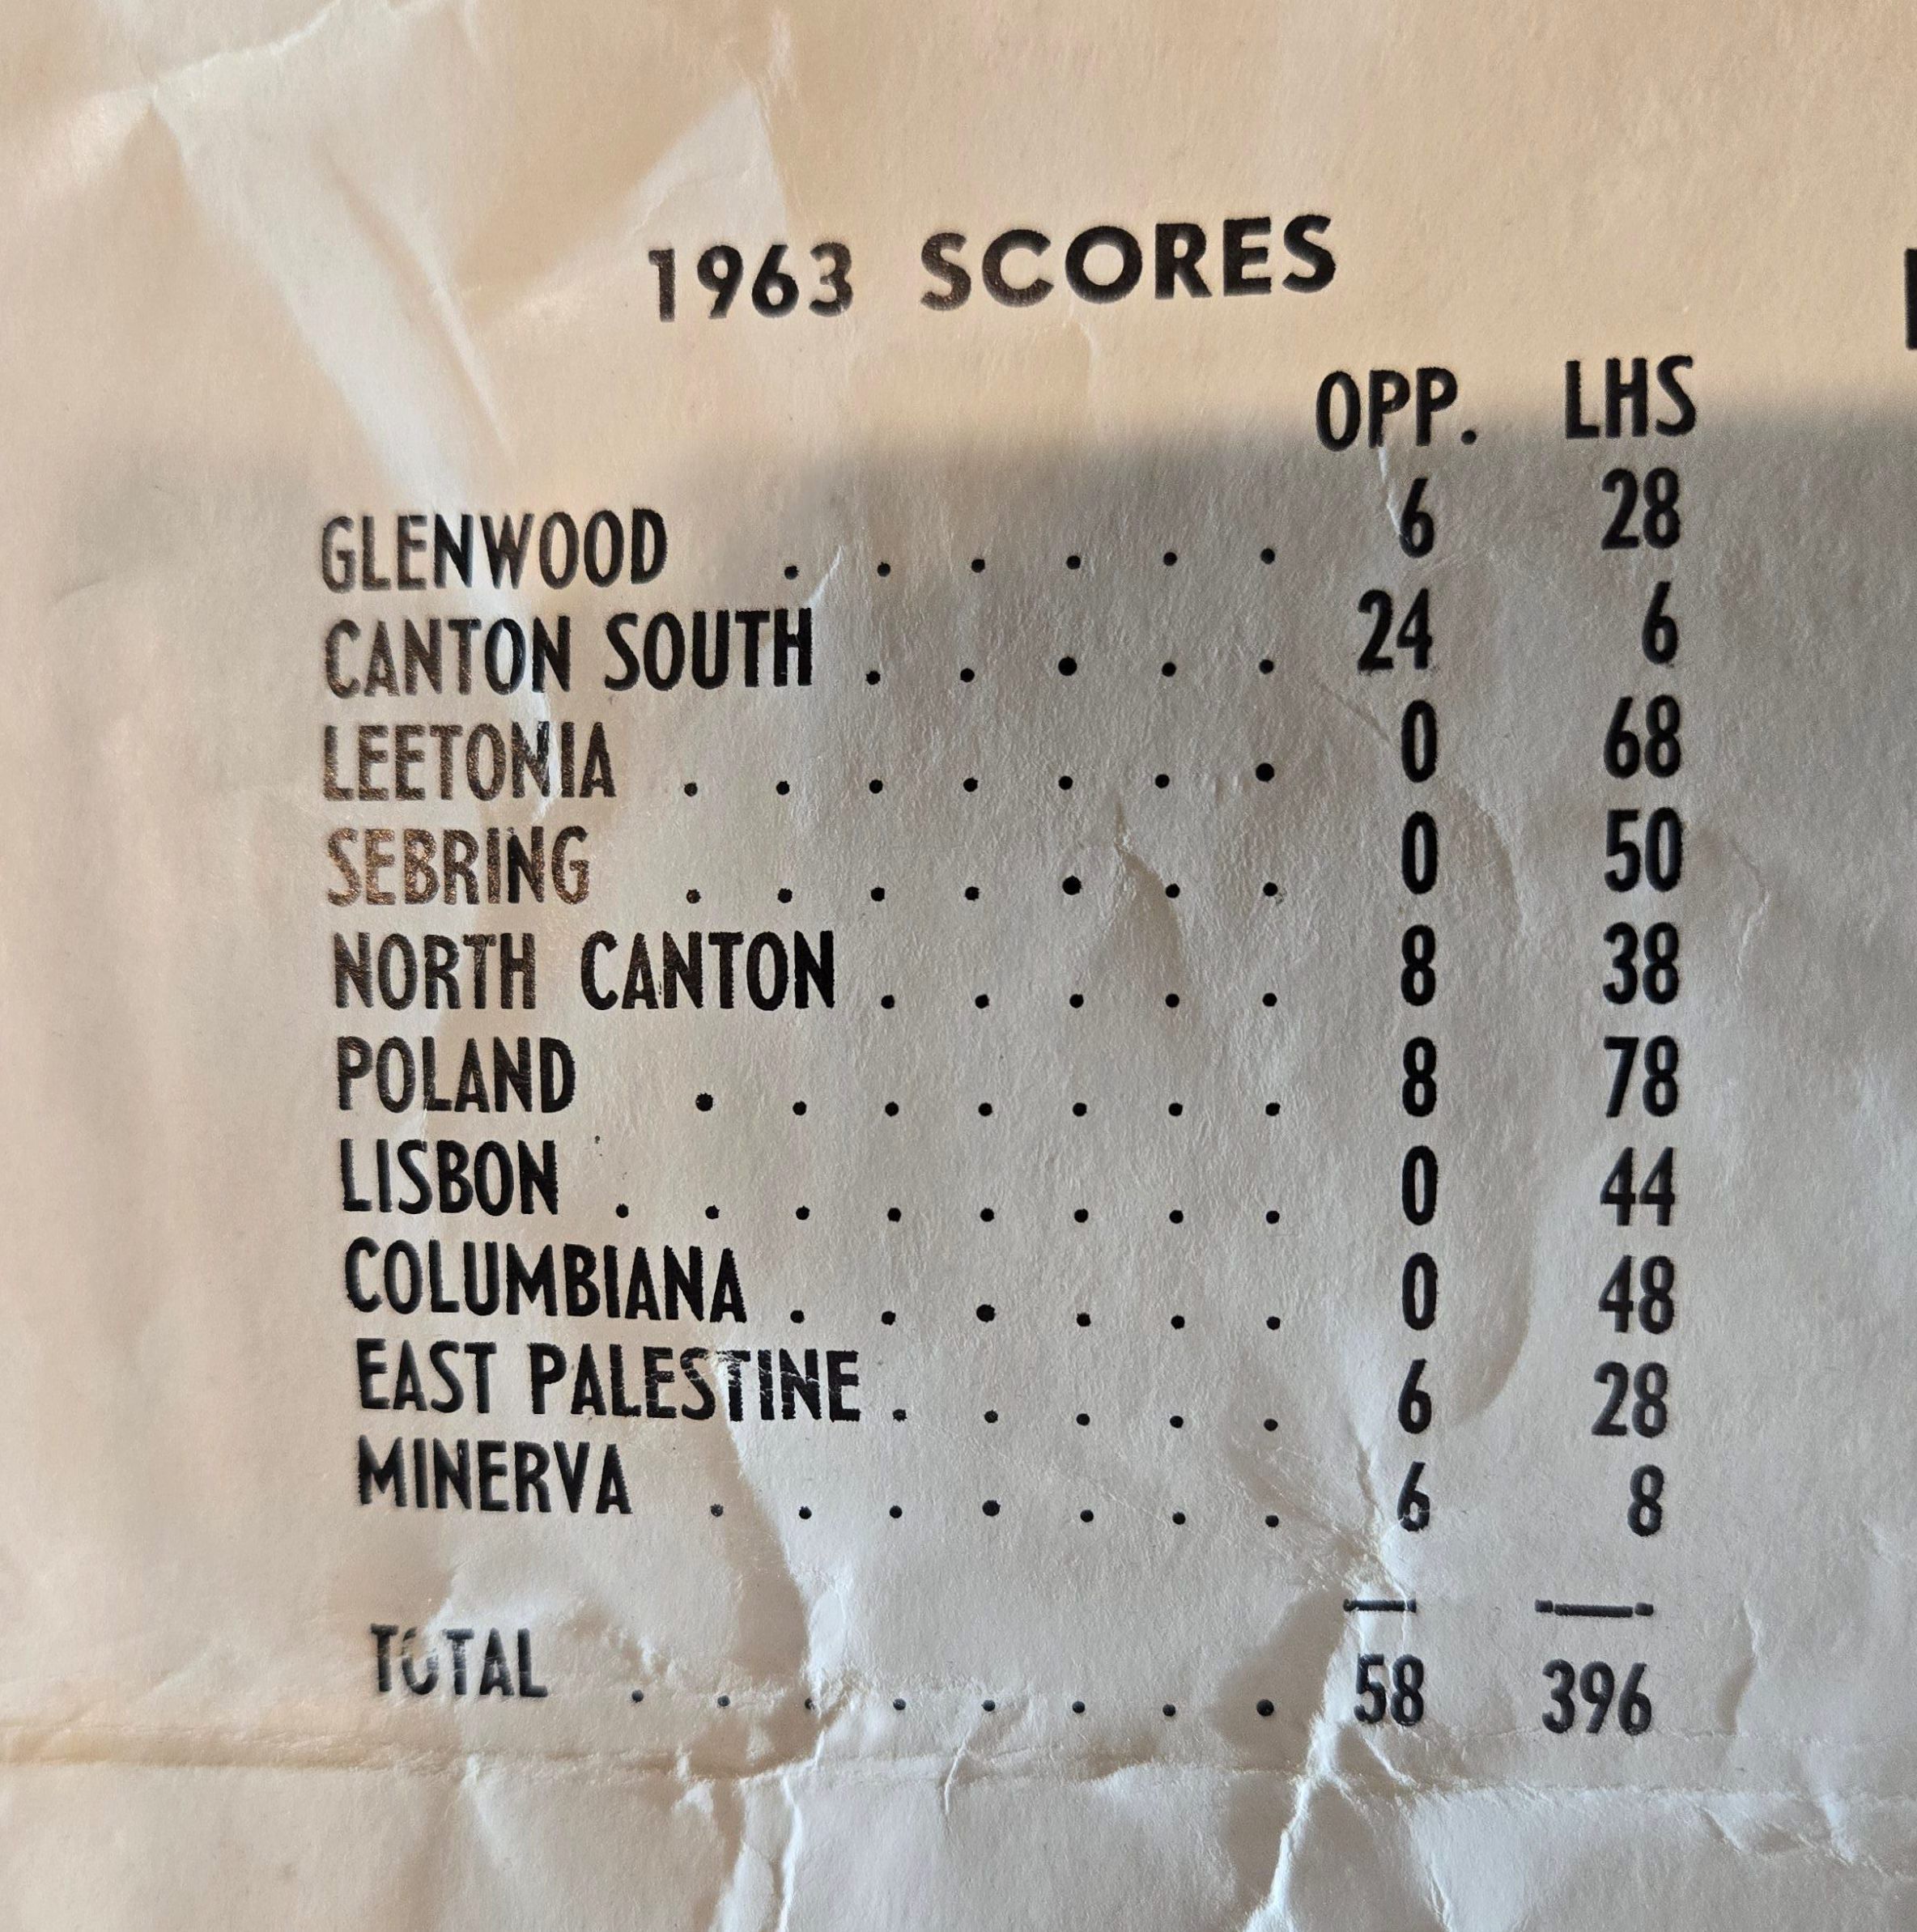 1963 SCORES
OPP. LHS
GLENWOOD . . . . . . 6 28
CANTON SOUTH . . . . . 24 6
LEETONIA . . . . . . . 0 68
SEBRING . . . . . . . 0 50
NORTH CANTON . . . . . 8 38
POLAND . . . . . . . 8 78
LISBON . . . . . . . . 0 44
COLUMBIANA . . . . . . 0 48
EAST PALESTINE . . . . . 6 28
MINERVA . . . . . . . 6 8
TOTAL . . . . . . . . 58 396